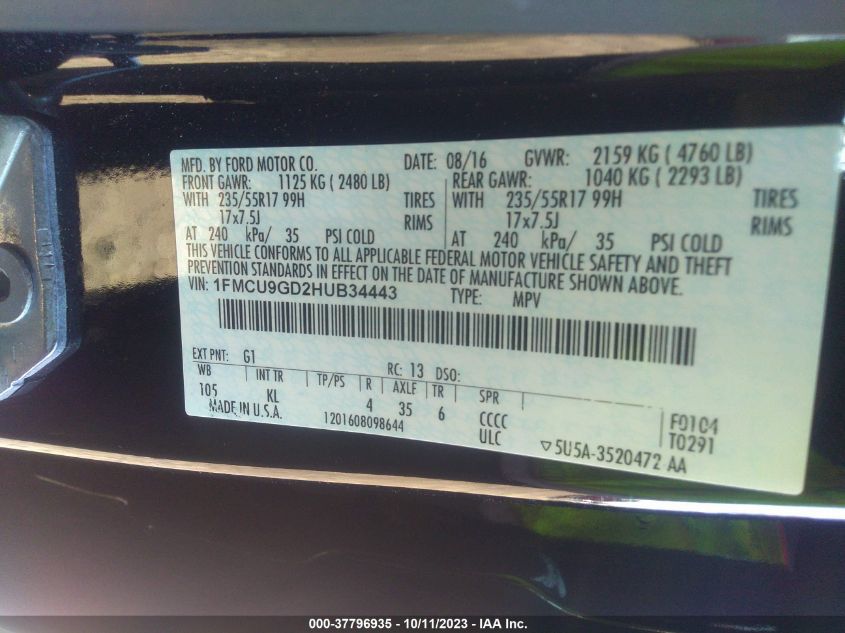 MFD. BY FORD MOTOR CO. DATE: 08/16 GVWR: 2159 KG ( 4760 LB)
FRONT GAWR: 1125 KG ( 2480 LB) REAR GAWR: 1040 KG ( 2293 LB)
WITH 235/55R17 99H WITH 235/55R17 99H TIRES
17x7.5J TIRES 17x7.5J RIMS
AT 240 kPa/ 35 RIMS PSI COLD AT 240 kPa/ 35 PSI COLD
THIS VEHICLE CONFORMS TO ALL APPLICABLE FEDERAL MOTOR VEHICLE SAFETY AND THEFT
PREVENTION STANDARDS IN EFFECT ON THE DATE OF MANUFACTURE SHOWN ABOVE.
VIN: 1FMCU9GD2HUB34443 TYPE: MPV
EXT PNT: G1 RC: 13 DSO:
WB INT TR TP/PS R AXLE TR SPR
105 KL 4 35 6 CCCC F0104
MADE IN U.S.A. 1201608098644 ULC 5U5A-3520472 AA T0291
000-37796935 - 10/11/2023 - IAA Inc.